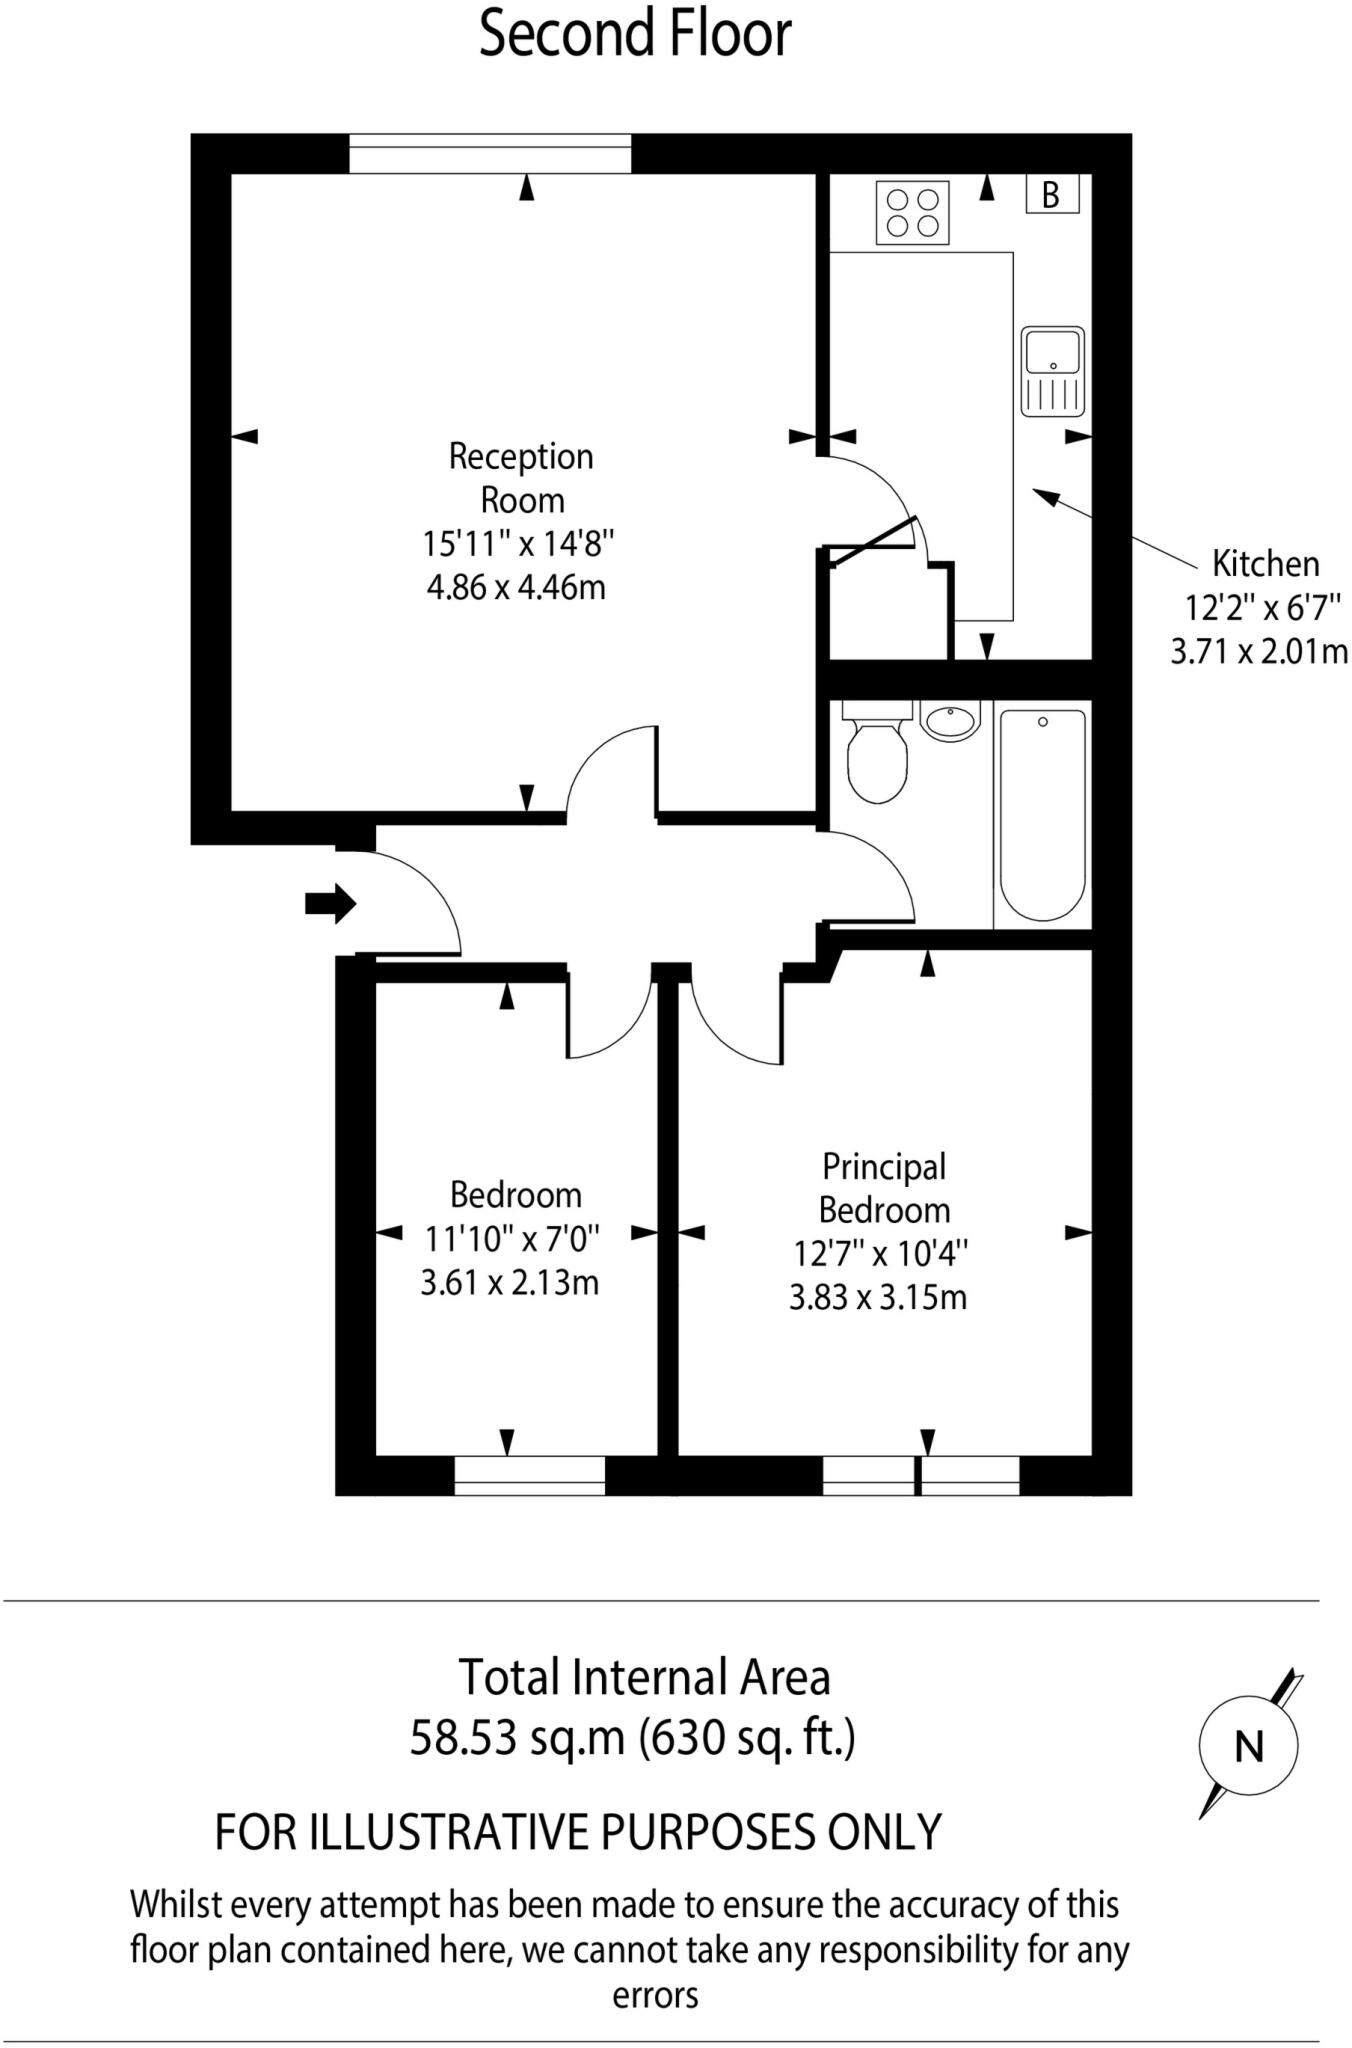 Second Floor
B
Reception
Room
15'11" x 14'8"
4.86 x 4.46m
Kitchen
12'2" x 6'7"
3.71 x 2.01m
Bedroom
11'10" x 7'0"
3.61 x 2.13m
Principal
Bedroom
12'7" x 10'4"
3.83 x 3.15m
Total Internal Area
58.53 sq.m (630 sq. ft.)
N
FOR ILLUSTRATIVE PURPOSES ONLY
Whilst every attempt has been made to ensure the accuracy of this
floor plan contained here, we cannot take any responsibility for any
errors